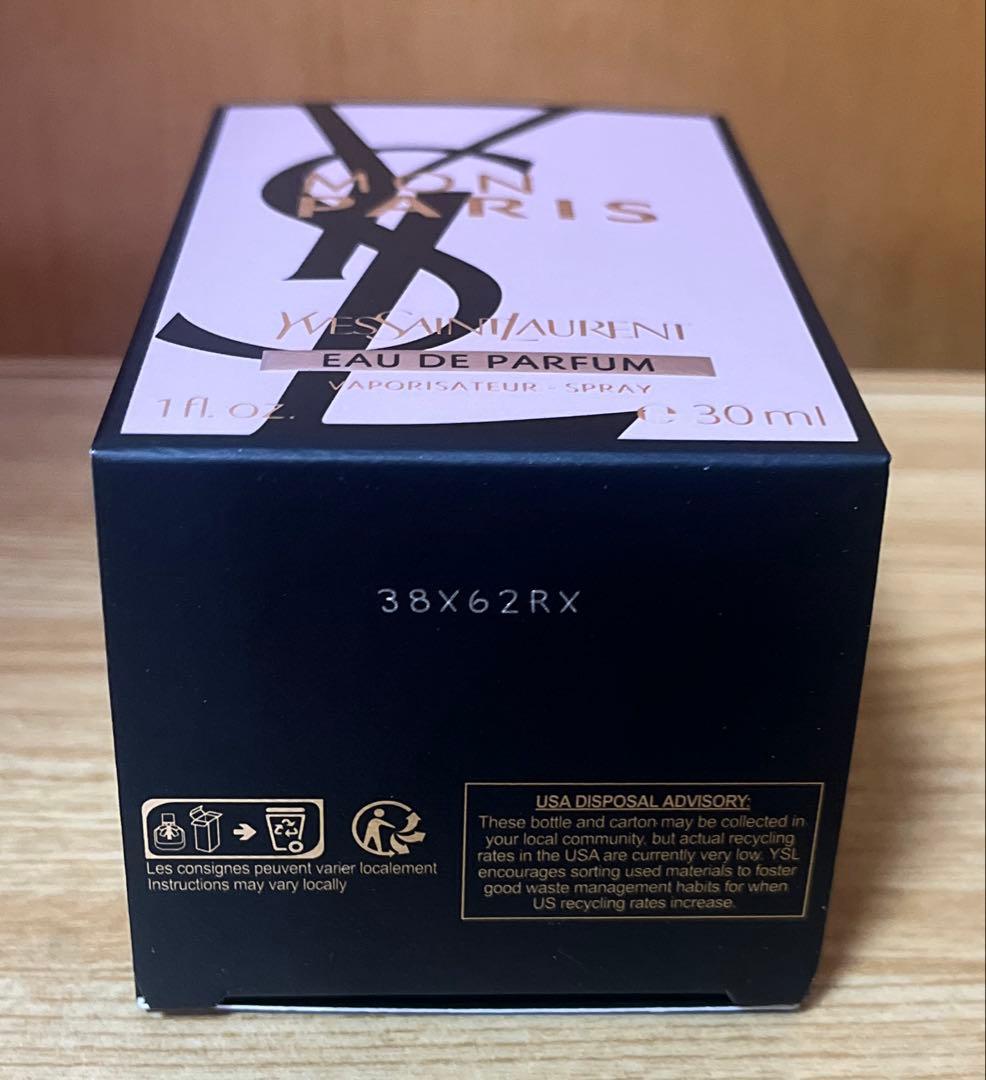 MON
PARIS
YVESSAINTLAURENT
EAU DE PARFUM
VAPORISATEUR - SPRAY
1 fl. oz. e 30 ml
38X62RX
Les consignes peuvent varier localement
Instructions may vary locally
USA DISPOSAL ADVISORY:
These bottle and carton may be collected in
your local community, but actual recycling
rates in the USA are currently very low. YSL
encourages sorting used materials to foster
good waste management habits for when
US recycling rates increase.